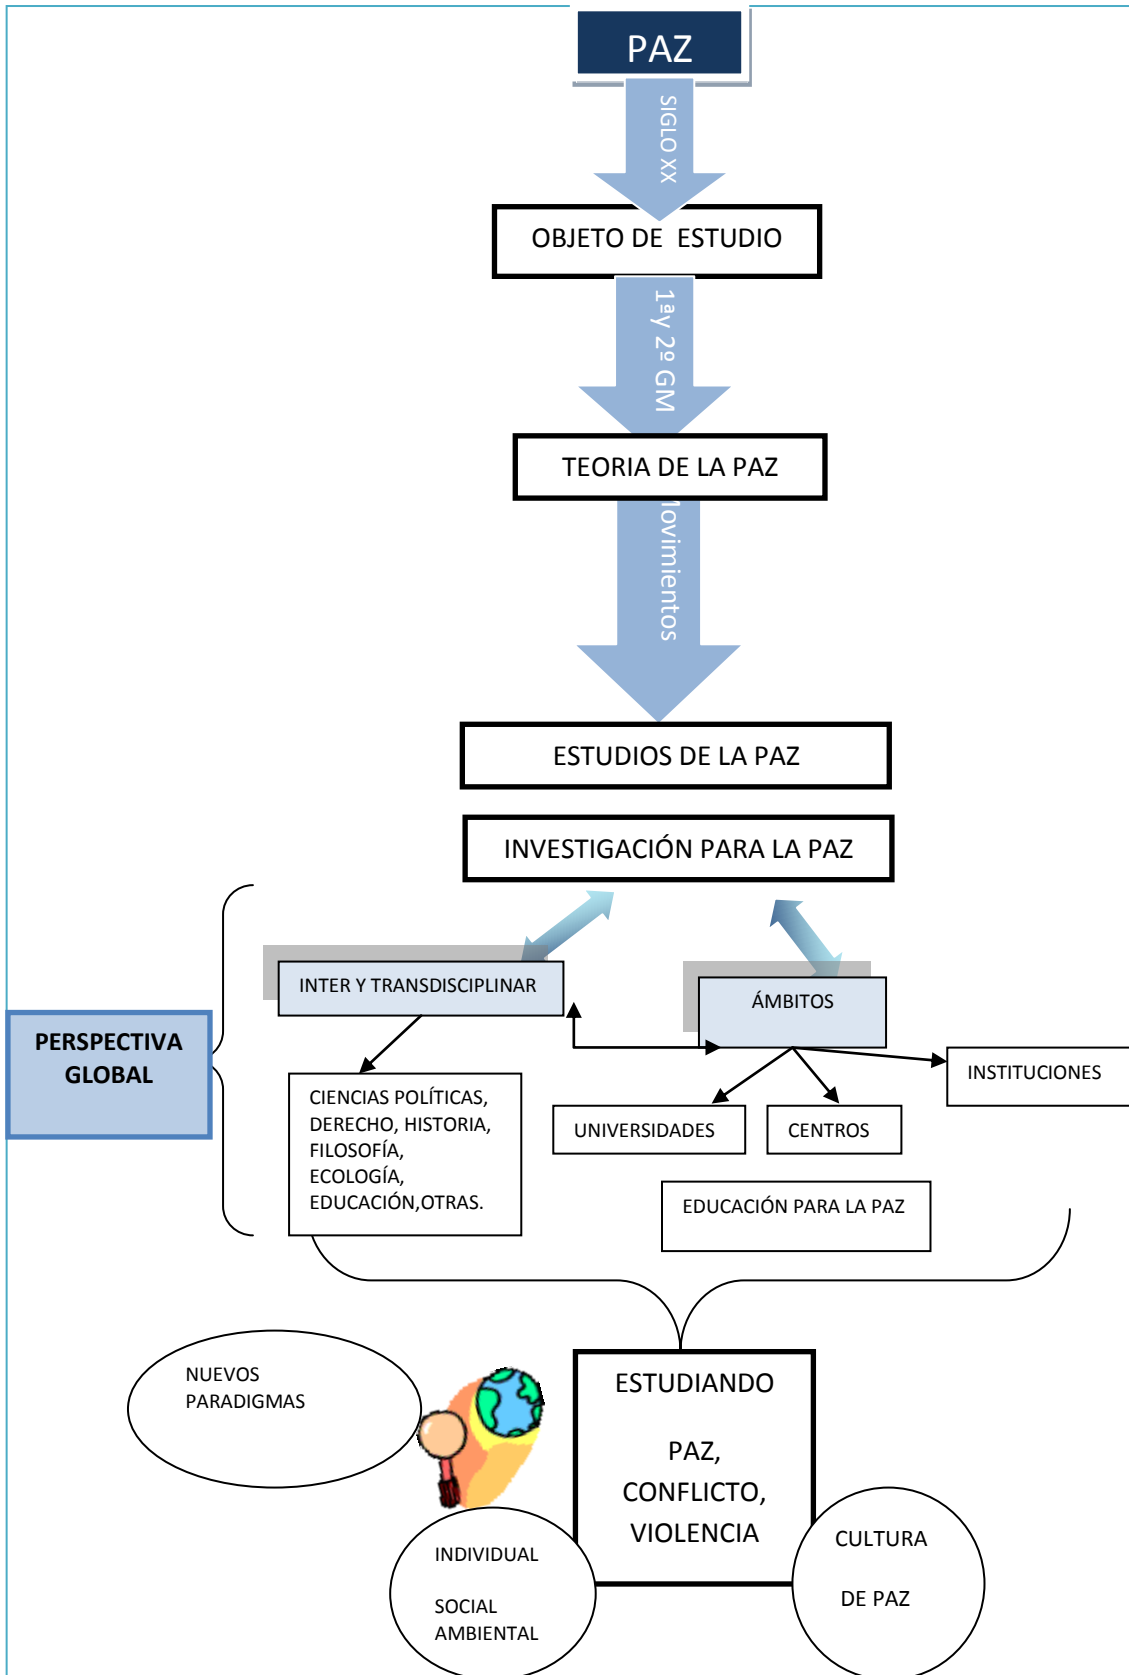 PAZ
SIGLO XX
OBJETO DE ESTUDIO
1ªy 2º GM
TEORIA DE LA PAZ
Movimientos
ESTUDIOS DE LA PAZ
INVESTIGACIÓN PARA LA PAZ
INTER Y TRANSDISCIPLINAR
ÁMBITOS
PERSPECTIVA
GLOBAL
INSTITUCIONES
CIENCIAS POLÍTICAS,
DERECHO, HISTORIA,
FILOSOFÍA,
ECOLOGÍA,
EDUCACIÓN,OTRAS.
UNIVERSIDADES
CENTROS
EDUCACIÓN PARA LA PAZ
NUEVOS
PARADIGMAS
ESTUDIANDO
PAZ,
CONFLICTO,
VIOLENCIA
INDIVIDUAL
SOCIAL
AMBIENTAL
CULTURA
DE PAZ